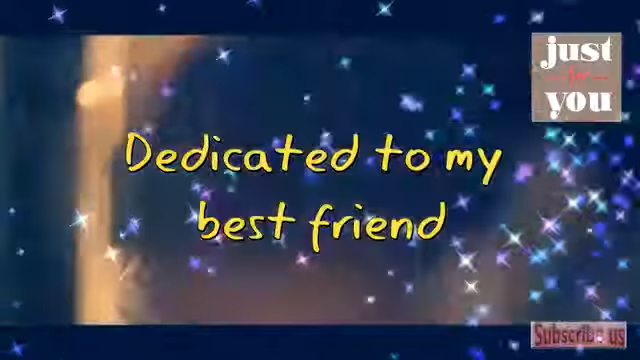 just
for
you
Dedicated to my
best friend
Subscribe us